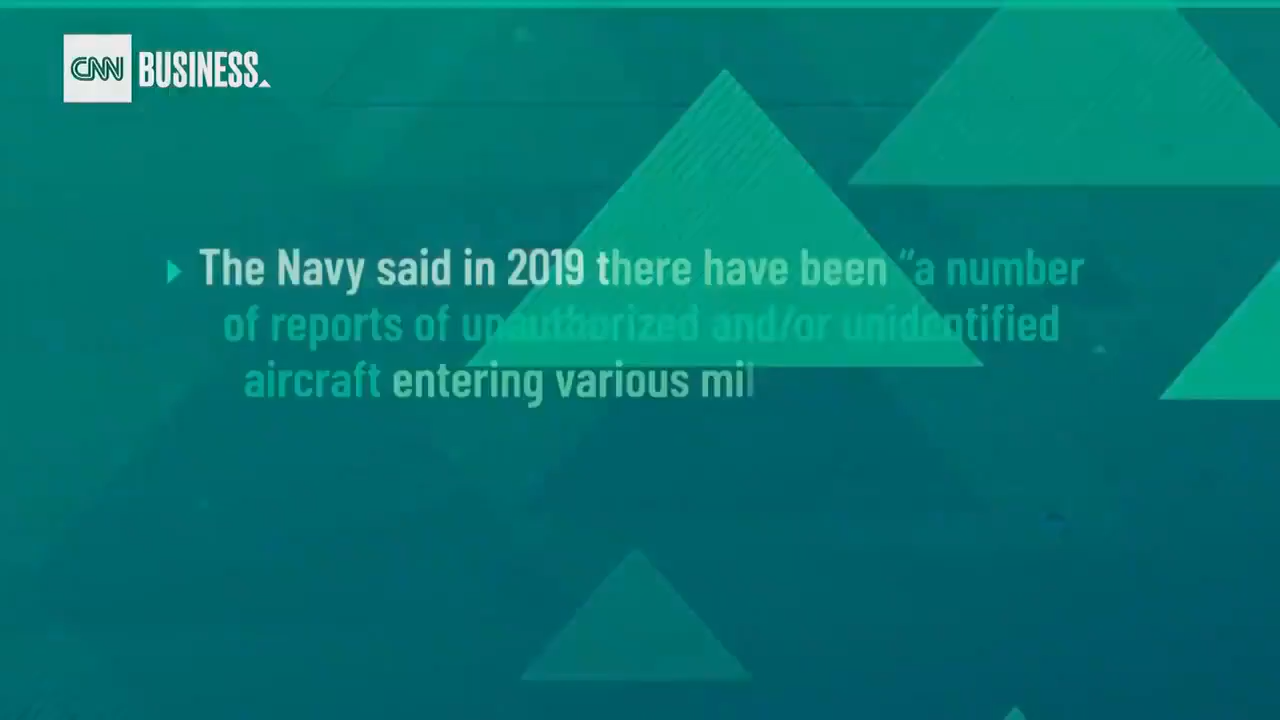 CNN BUSINESS
The Navy said in 2019 there have been “a number
of reports of unauthorized and/or unidentified
aircraft entering various mil